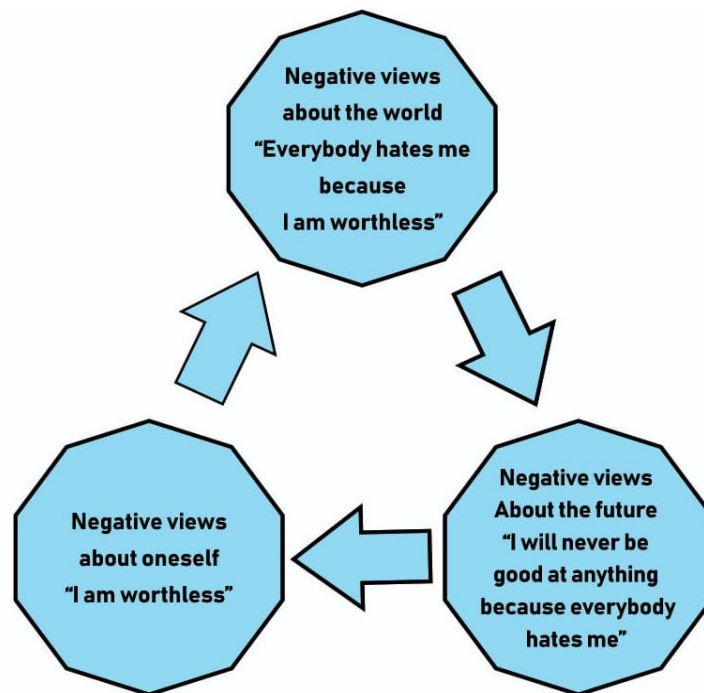 Negative views
about the world
“Everybody hates me
because
I am worthless”
Negative views
About the future
“I will never be
good at anything
because everybody
hates me”
Negative views
about oneself
“I am worthless”